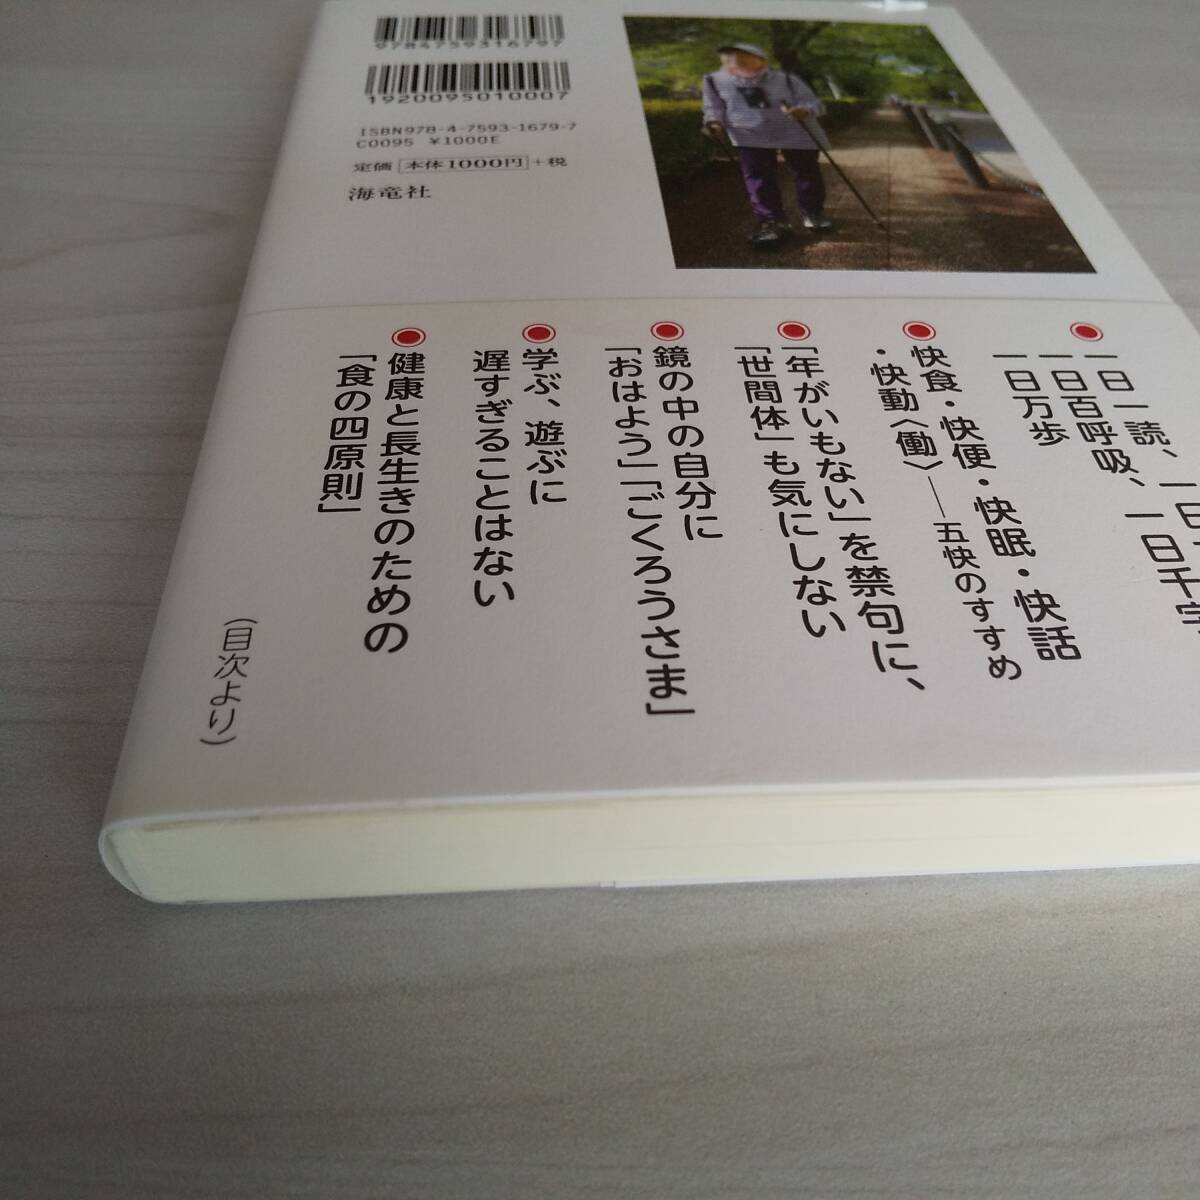 9784759316797
1920095010007
ISBN978-4-7593-1679-7
C0095 ¥1000E
定価 本体1000円 +税
海竜社
一日一読、
一日百呼吸、一日千字
一日万歩
快食・快便・快眠・快話
・快動〈働〉――五快のすすめ
「年がいもない」を禁句に、
「世間体」も気にしない
鏡の中の自分に
「おはよう」「ごくろうさま」
学ぶ、遊ぶに
遅すぎることはない
健康と長生きのための
「食の四原則」
(目次より)